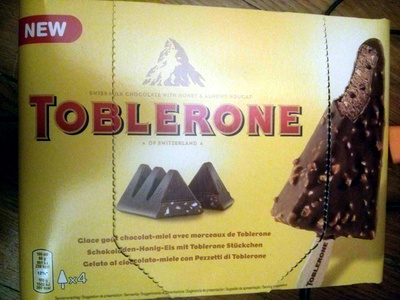 NEW
SWISS MILK CHOCOLATE WITH HONEY & ALMOND NOUGAT
TOBLERONE
OF SWITZERLAND
Glace goût chocolat-miel avec morceaux de Toblerone
Schokoladen-Honig-Eis mit Toblerone Stückchen
Gelato al cioccolato-miele con Pezzetti di Toblerone
TOBLERONE
x4